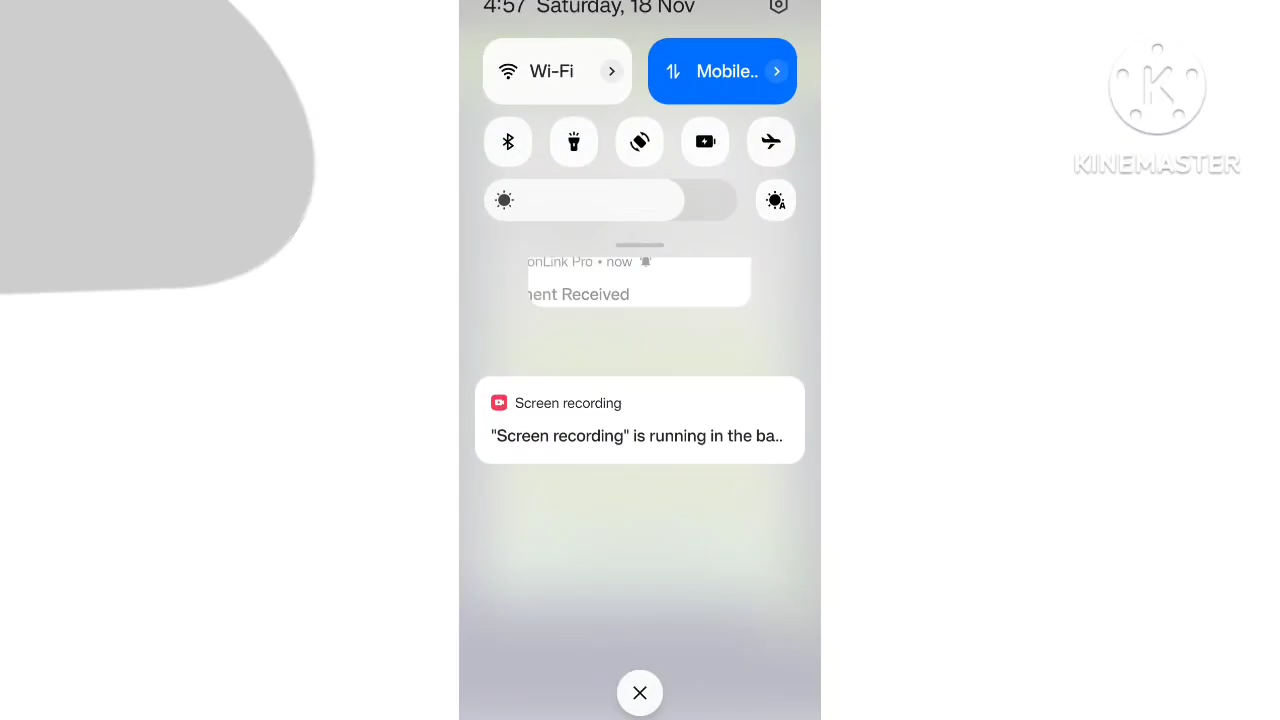 4:57 Saturday, 18 Nov
Wi-Fi
Mobile..
onLink Pro • now
ent Received
Screen recording
"Screen recording" is running in the ba..
K
KINEMASTER